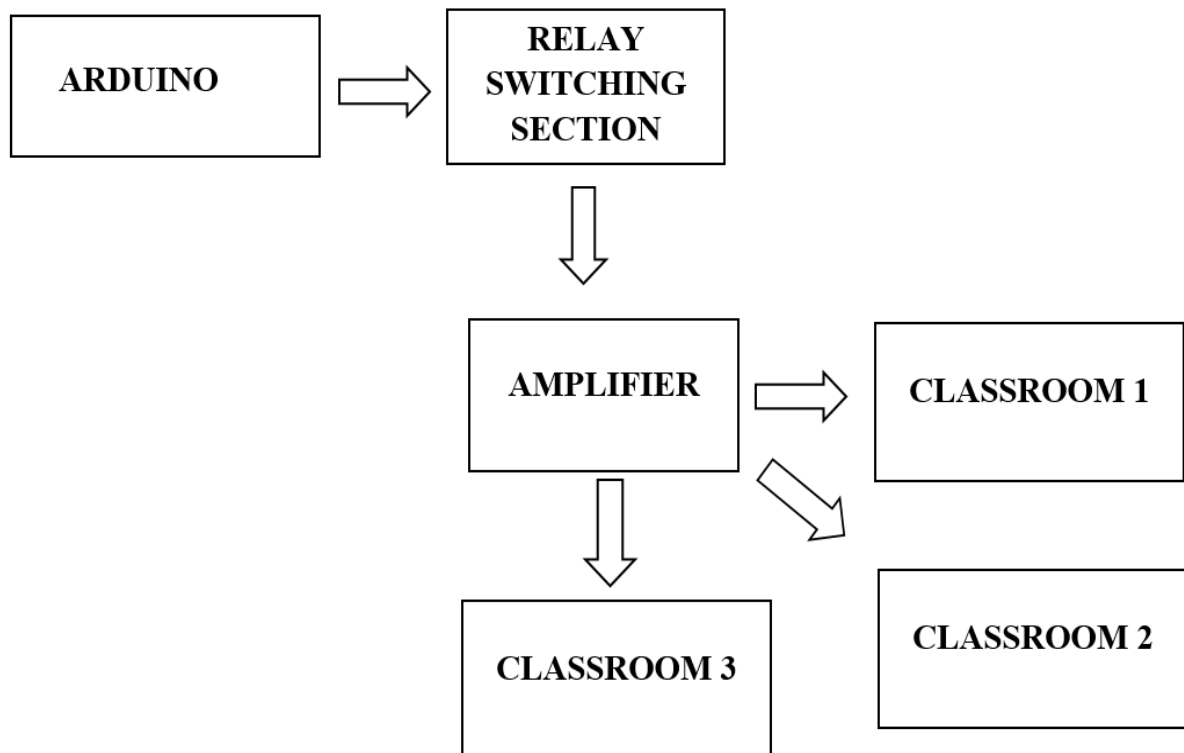 ARDUINO
RELAY
SWITCHING
SECTION
AMPLIFIER
CLASSROOM 1
CLASSROOM 2
CLASSROOM 3